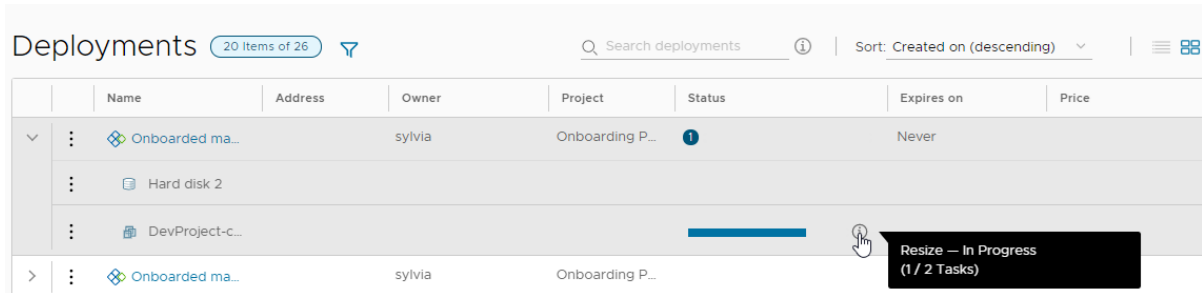 Deployments 20 Items of 26 Search deployments Sort: Created on (descending)
Name Address Owner Project Status Expires on Price
Onboarded ma... sylvia Onboarding P... 1 Never
Hard disk 2
DevProject-c...
Resize — In Progress
(1 / 2 Tasks)
Onboarded ma... sylvia Onboarding P...